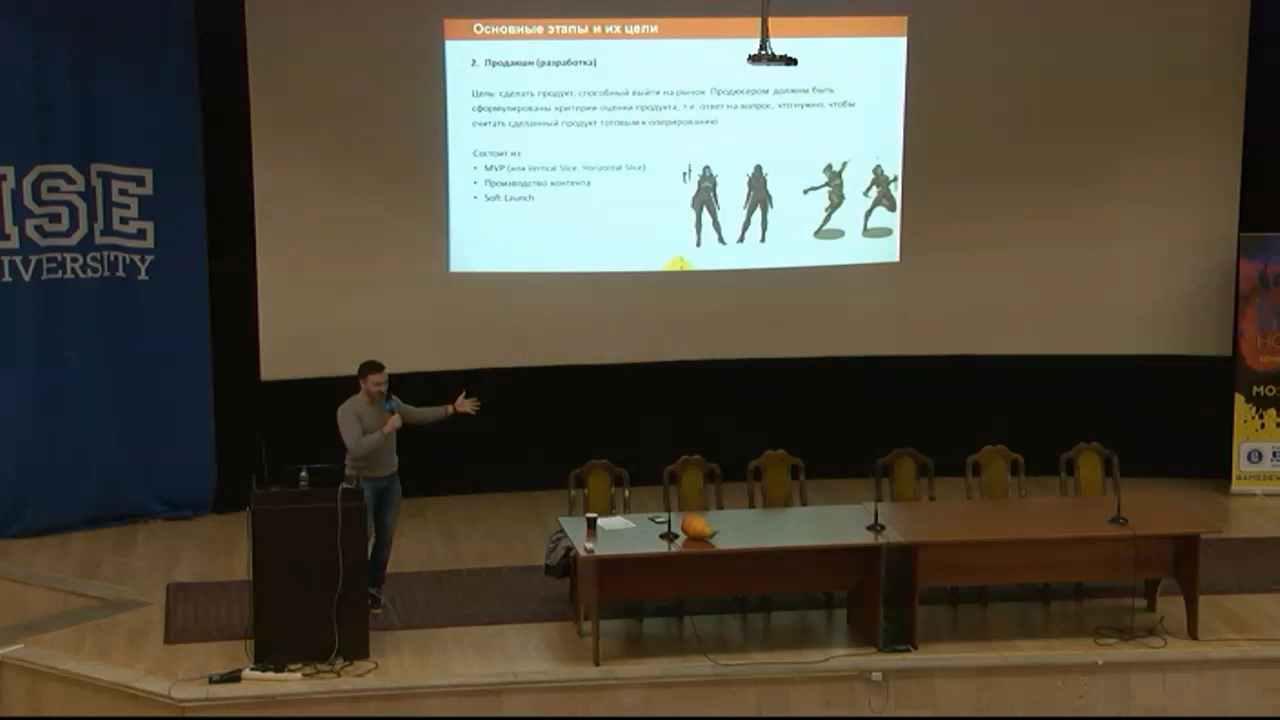 Основные этапы и их цели
2. Продакшн (разработка)
Цель: сделать продукт, способный выйти на рынок. Продюсером должны быть
сформулированы критерии оценки продукта, т.е. ответ на вопрос, что нужно, чтобы
считать сделанный продукт готовым к оперированию
Состоит из:
• MVP (или Vertical Slice, Horizontal Slice)
• Производство контента
• Soft Launch
HSE
UNIVERSITY